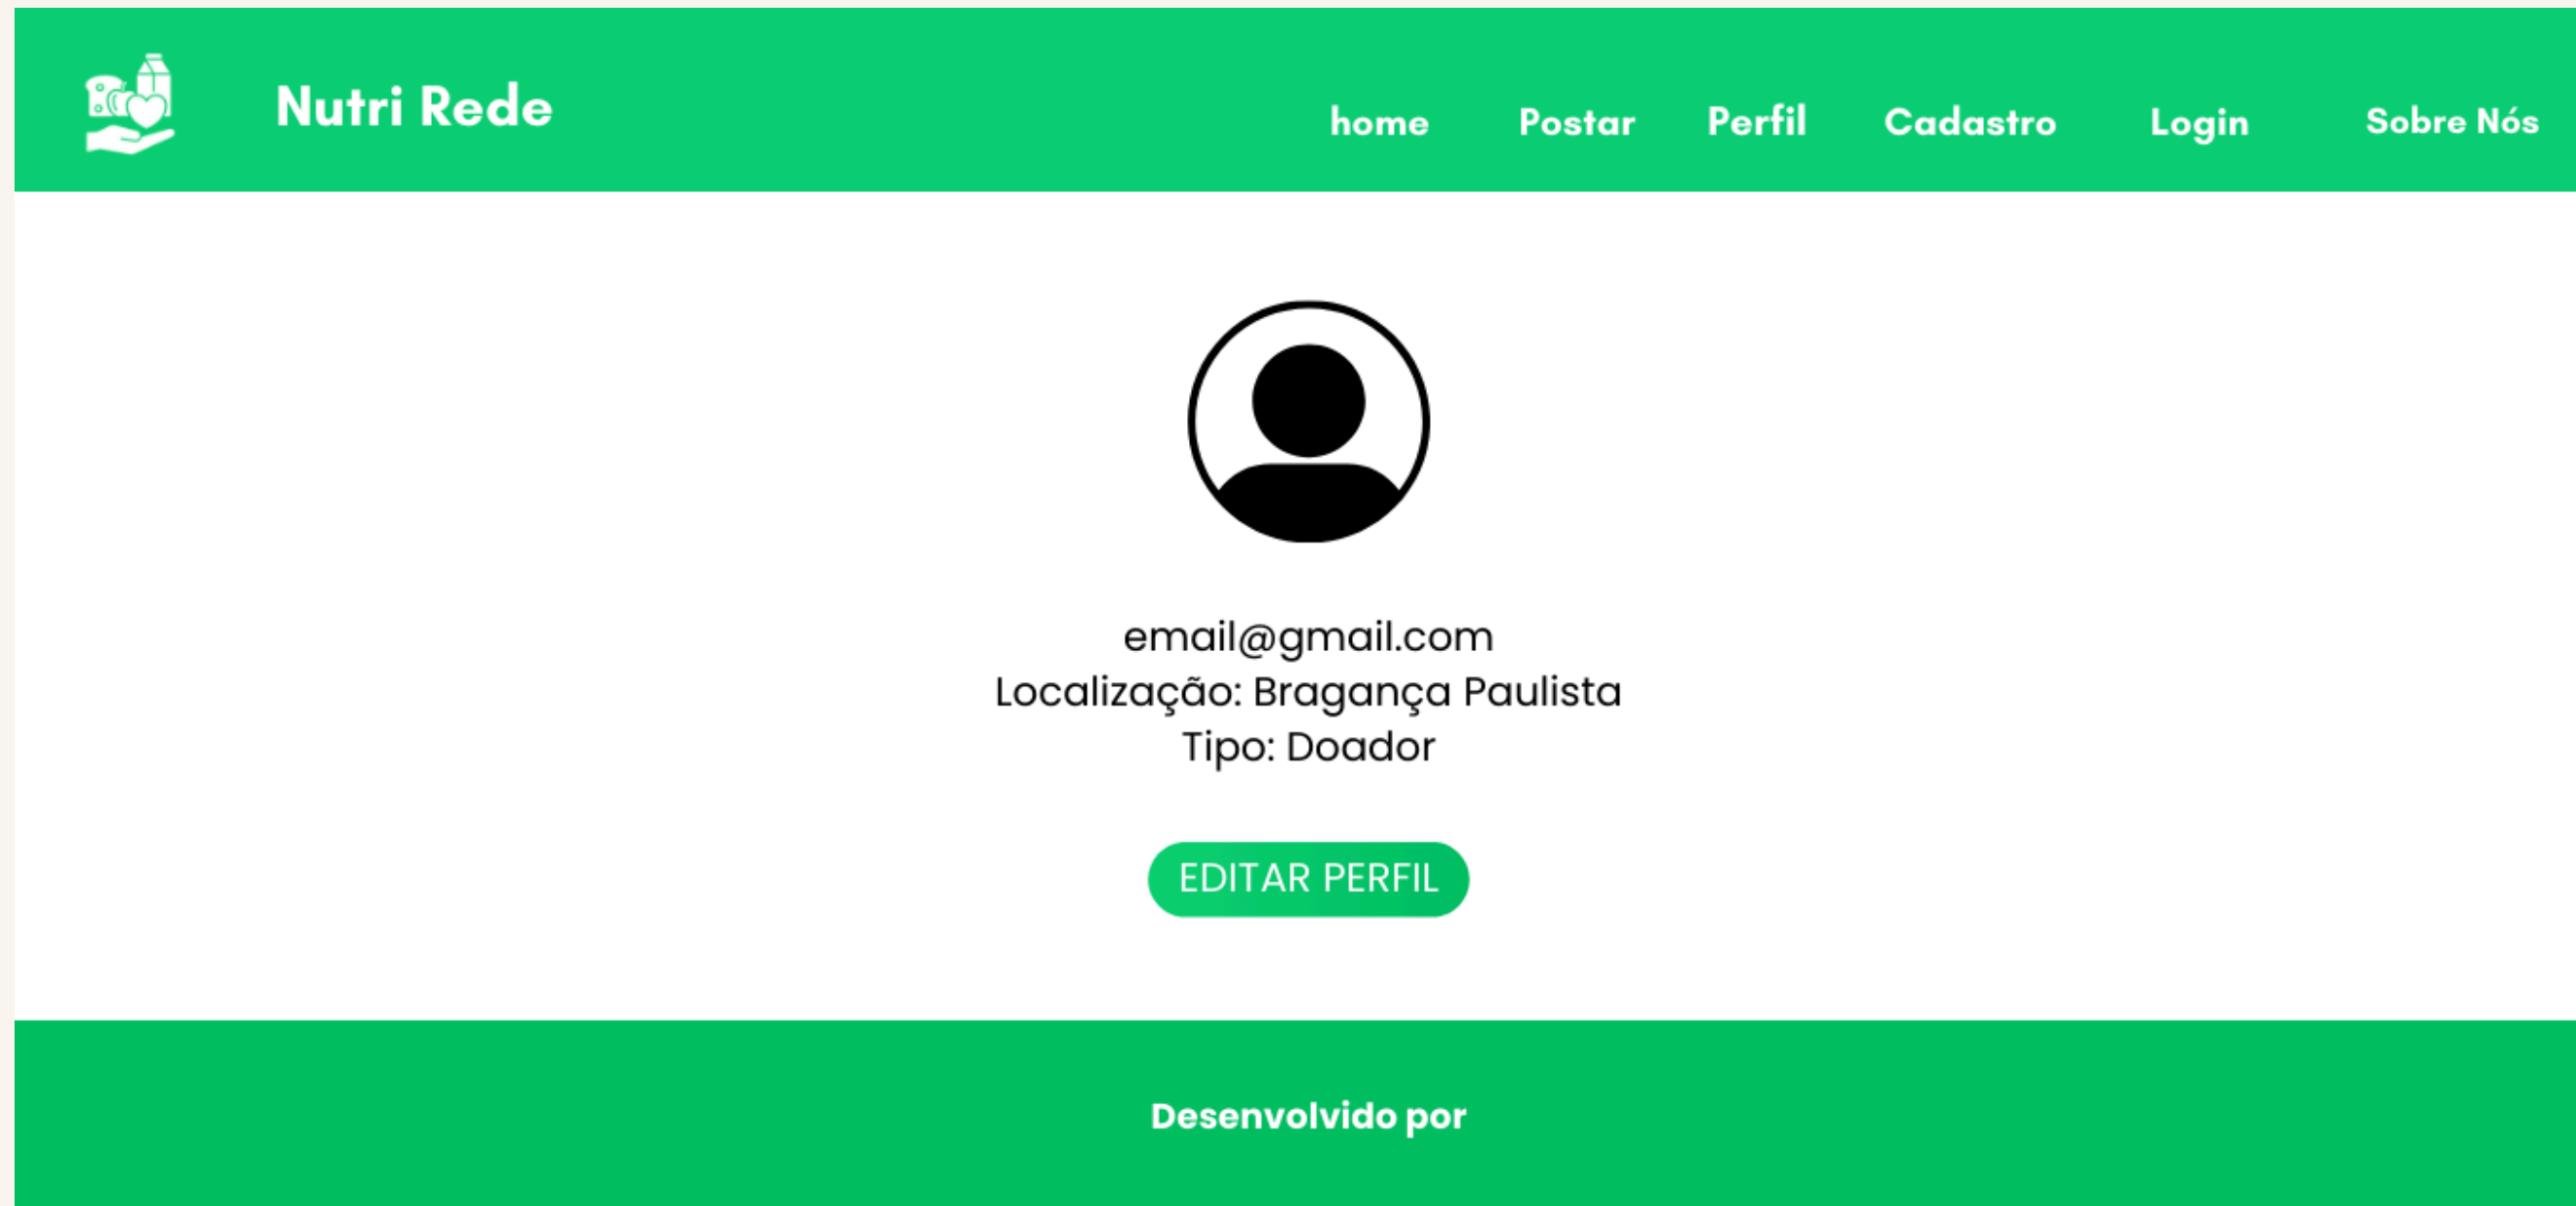 Nutri Rede
home Postar Perfil Cadastro Login Sobre Nós
email@gmail.com
Localização: Bragança Paulista
Tipo: Doador
EDITAR PERFIL
Desenvolvido por